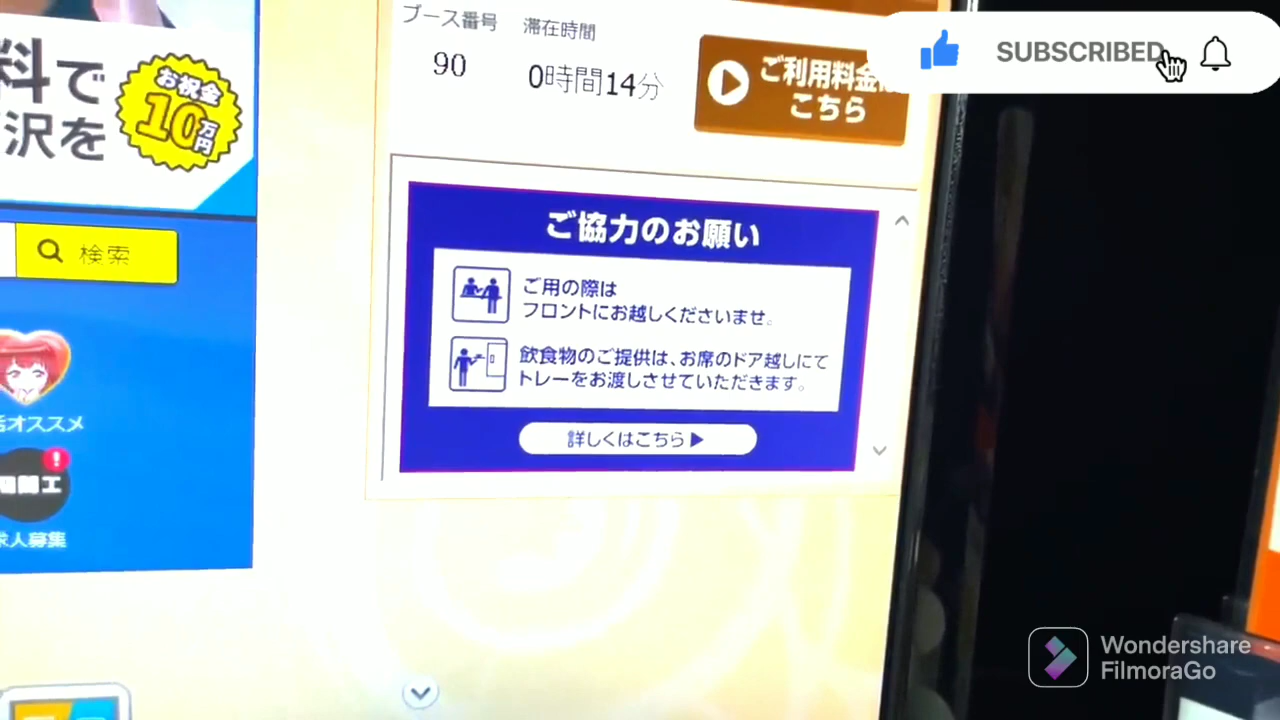 ブース番号
滞在時間
90
0時間14分
ご利用料金
こちら
SUBSCRIBED
料で
沢を
お祝金
10万円
検索
ご協力のお願い
ご用の際は
フロントにお越しくださいませ。
飲食物のご提供は、お席のドア越しにて
トレーをお渡しさせていただきます。
詳しくはこちら▶
オススメ
人募集
Wondershare
FilmoraGo